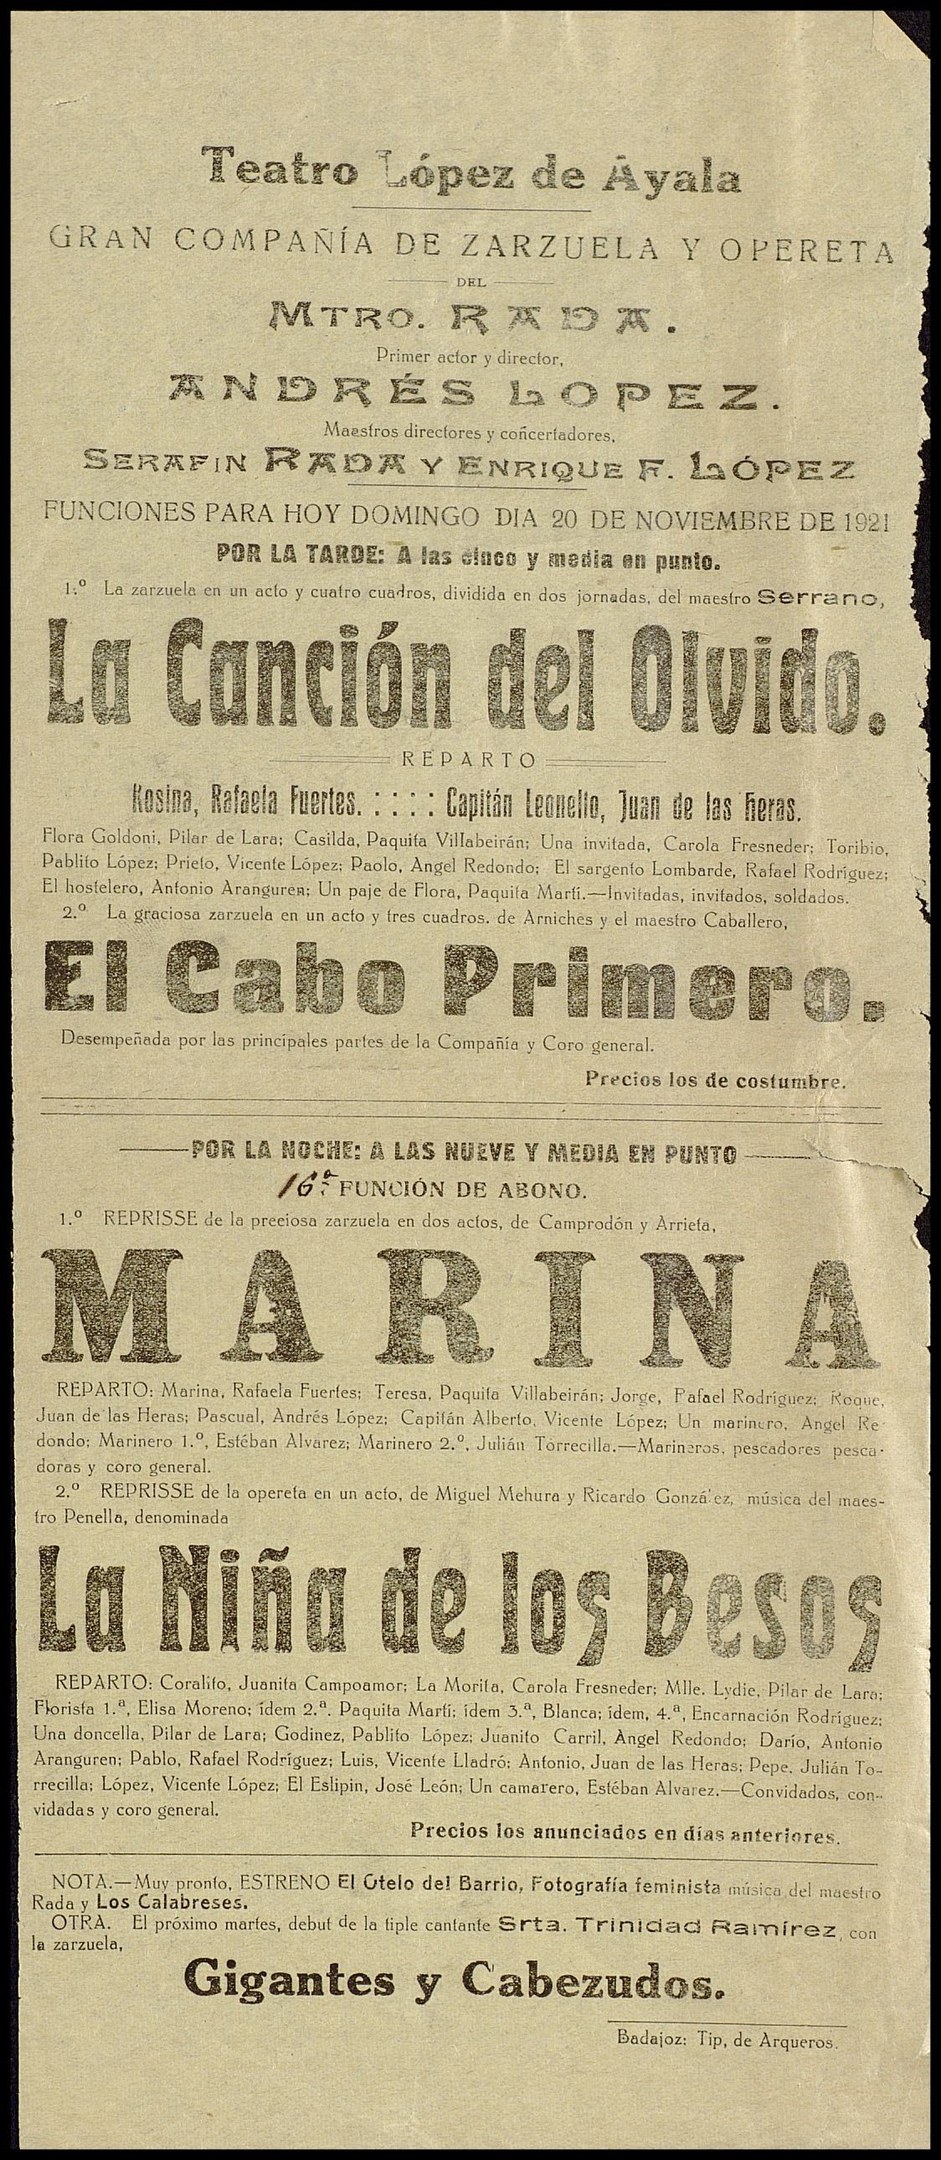 Teatro López de Ayala
GRAN COMPAÑÍA DE ZARZUELA Y OPERETA
DEL
MTRO. RADA.
Primer actor y director,
ANDRÉS LOPEZ.
Maestros directores y concertadores,
SERAFIN RADA Y ENRIQUE F. LÓPEZ
FUNCIONES PARA HOY DOMINGO DIA 20 DE NOVIEMBRE DE 1921
POR LA TARDE: A las cinco y media en punto.
1.º La zarzuela en un acto y cuatro cuadros, dividida en dos jornadas, del maestro Serrano,
La Canción del Olvido.
REPARTO
Rosina, Rafaela Fuertes. : : : : Capitán Leonello, Juan de las Heras.
Flora Goldoni, Pilar de Lara; Casilda, Paquita Villabeirán; Una invitada, Carola Fresneder; Toribio,
Pablito López; Prieto, Vicente López; Paolo, Angel Redondo; El sargento Lombarde, Rafael Rodríguez;
El hostelero, Antonio Aranguren; Un paje de Flora, Paquita Martí.—Invitadas, invitados, soldados.
2.º La graciosa zarzuela en un acto y tres cuadros. de Arniches y el maestro Caballero,
El Cabo Primero.
Desempeñada por las principales partes de la Compañía y Coro general.
Precios los de costumbre.
POR LA NOCHE: A LAS NUEVE Y MEDIA EN PUNTO
16.ª FUNCIÓN DE ABONO.
1.º REPRISSE de la preciosa zarzuela en dos actos, de Camprodón y Arrieta,
MARINA
REPARTO: Marina, Rafaela Fuertes; Teresa, Paquita Villabeirán; Jorge, Rafael Rodríguez; Roque,
Juan de las Heras; Pascual, Andrés López; Capitán Alberto, Vicente López; Un marinero, Angel Re-
dondo; Marinero 1.º, Estéban Alvarez; Marinero 2.º, Julián Torrecilla.—Marineros, pescadores pesca-
doras y coro general.
2.º REPRISSE de la opereta en un acto, de Miguel Mehura y Ricardo González, música del maes-
tro Penella, denominada
La Niña de los Besos
REPARTO: Coralito, Juanita Campoamor; La Morita, Carola Fresneder; Mlle. Lydie, Pilar de Lara;
Florista 1.ª, Elisa Moreno; ídem 2.ª. Paquita Martí; ídem 3.ª, Blanca; ídem, 4.ª, Encarnación Rodríguez;
Una doncella, Pilar de Lara; Godinez, Pablito López; Juanito Carril, Angel Redondo; Darío, Antonio
Aranguren; Pablo, Rafael Rodríguez; Luis, Vicente Lladró; Antonio, Juan de las Heras; Pepe, Julián To-
rrecilla; López, Vicente López; El Eslipin, José León; Un camarero, Estéban Alvarez.—Convidados, con-
vidadas y coro general.
Precios los anunciados en días anteriores.
NOTA.—Muy pronto, ESTRENO El Otelo del Barrio, Fotografía feminista música del maestro
Rada y Los Calabreses.
OTRA. El próximo martes, debut de la tiple cantante Srta. Trinidad Ramírez, con
la zarzuela,
Gigantes y Cabezudos.
Badajoz: Tip, de Arqueros.